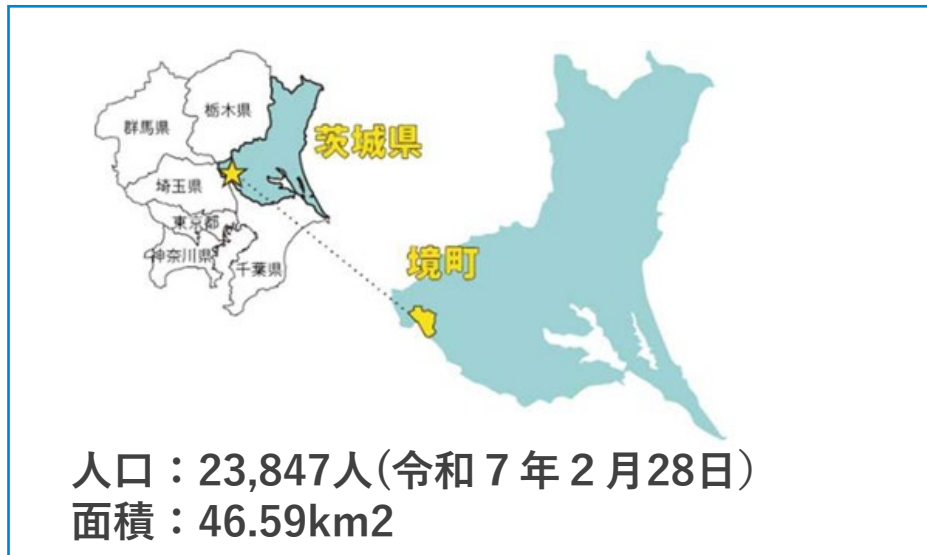 栃木県
群馬県
茨城県
埼玉県
東京都
神奈川県
千葉県
境町
人口：23,847人(令和７年２月28日)
面積：46.59km2